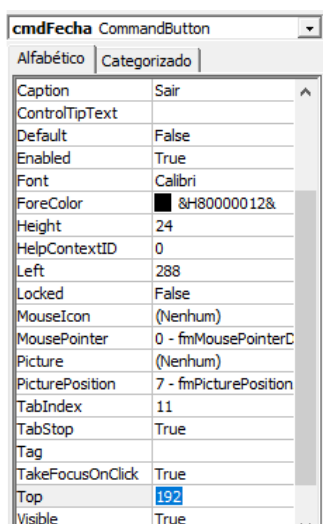 cmdFecha CommandButton
Alfabético Categorizado
Caption Sair
ControlTipText
Default False
Enabled True
Font Calibri
ForeColor &H80000012&
Height 24
HelpContextID 0
Left 288
Locked False
MouseIcon (Nenhum)
MousePointer 0 - fmMousePointerD
Picture (Nenhum)
PicturePosition 7 - fmPicturePosition
TabIndex 11
TabStop True
Tag
TakeFocusOnClick True
Top 192
Visible True